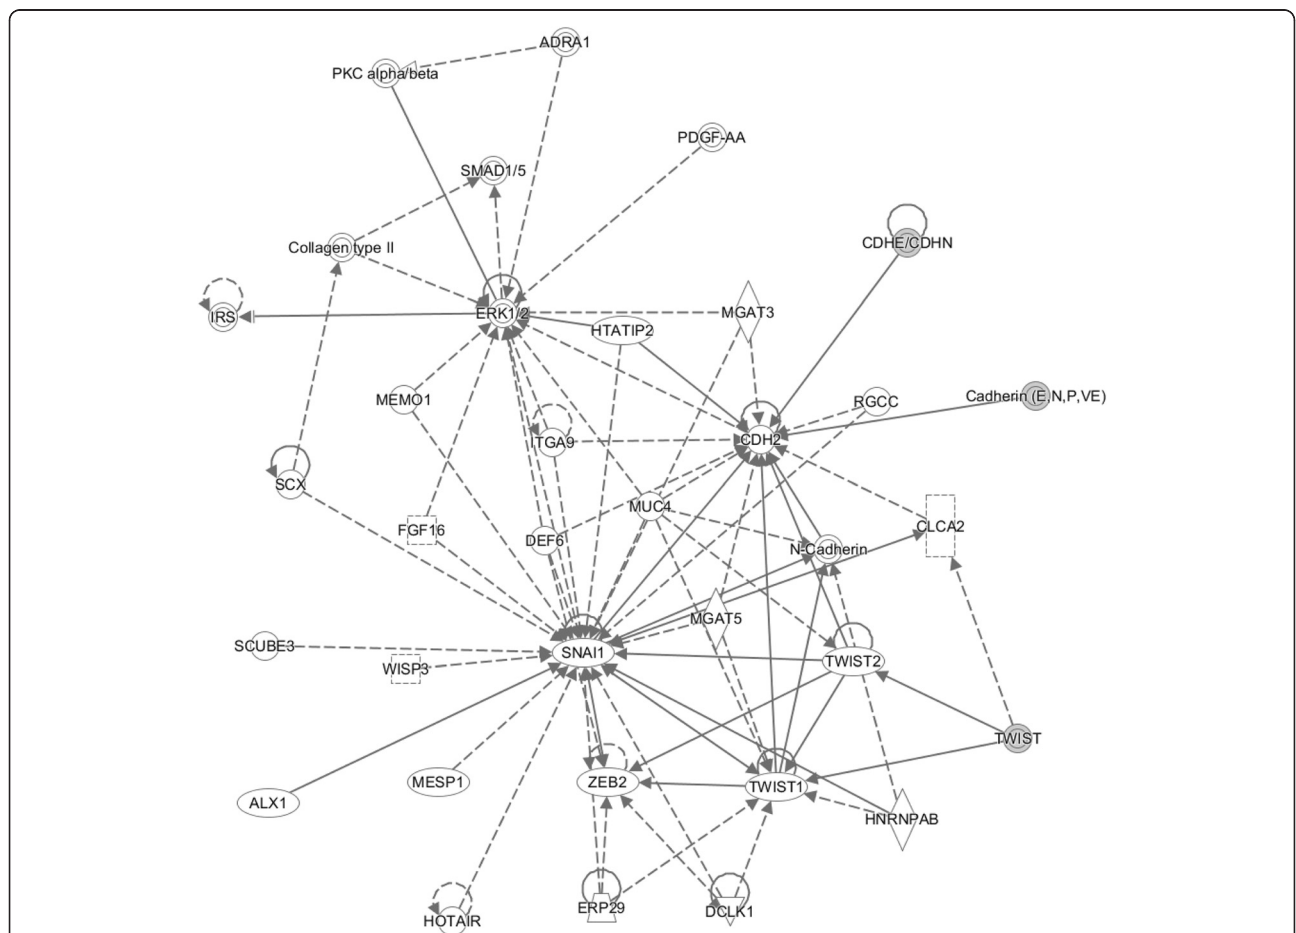 ADRA1
PKC alpha/beta
PDGF-AA
SMAD1/5
CDHE/CDHN
Collagen type II
IRS
ERK1/2
MGAT3
HTATIP2
MEMO1
RGCC
Cadherin (E,N,P,VE)
ITGA9
CDH2
SCX
MUC4
FGF16
CLCA2
DEF6
N-Cadherin
MGAT5
SCUBE3
SNAI1
WISP3
TWIST2
TWIST
MESP1
ZEB2
TWIST1
ALX1
HNRNPAB
ERP29
DCLK1
HOTAIR